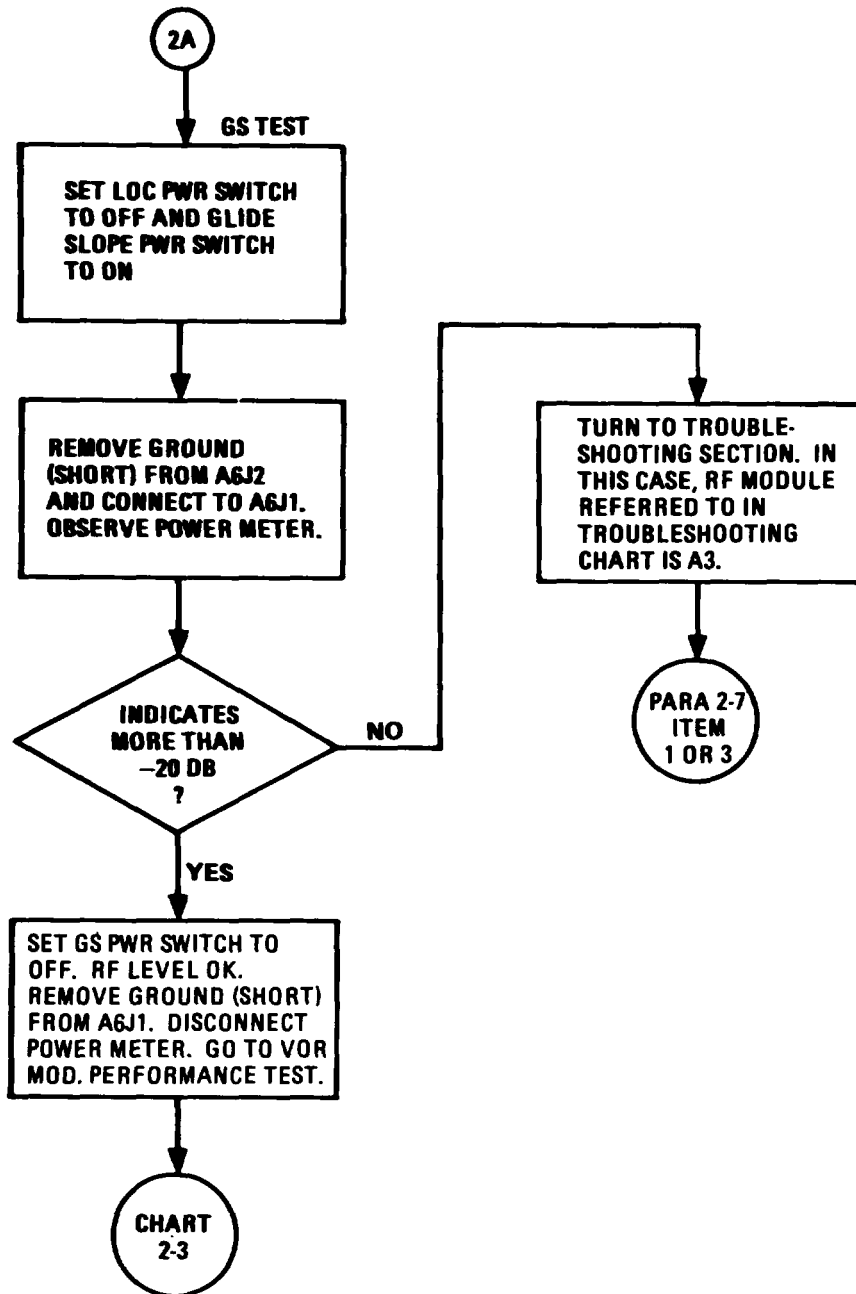 2A
GS TEST
SET LOC PWR SWITCH
TO OFF AND GLIDE
SLOPE PWR SWITCH
TO ON
REMOVE GROUND
(SHORT) FROM A6J2
AND CONNECT TO A6J1.
OBSERVE POWER METER.
INDICATES
MORE THAN
–20 DB
?
NO
TURN TO TROUBLE-
SHOOTING SECTION. IN
THIS CASE, RF MODULE
REFERRED TO IN
TROUBLESHOOTING
CHART IS A3.
PARA 2-7
ITEM
1 OR 3
YES
SET GS PWR SWITCH TO
OFF. RF LEVEL OK.
REMOVE GROUND (SHORT)
FROM A6J1. DISCONNECT
POWER METER. GO TO VOR
MOD. PERFORMANCE TEST.
CHART
2-3